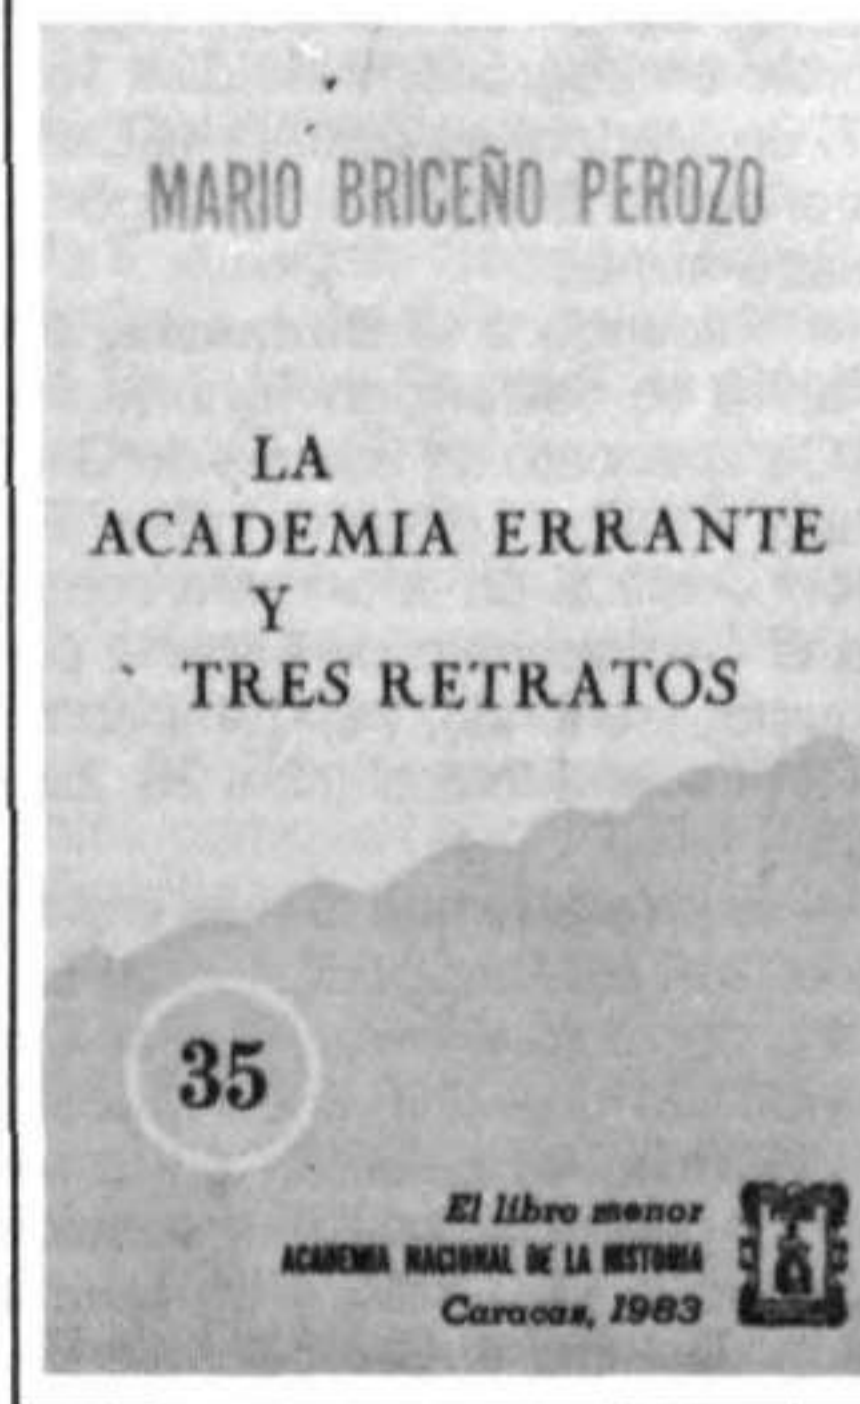 MARIO BRICEÑO PEROZO
LA
ACADEMIA ERRANTE
Y
TRES RETRATOS
35
El libro menor
ACADEMIA NACIONAL DE LA HISTORIA
Caracas, 1983